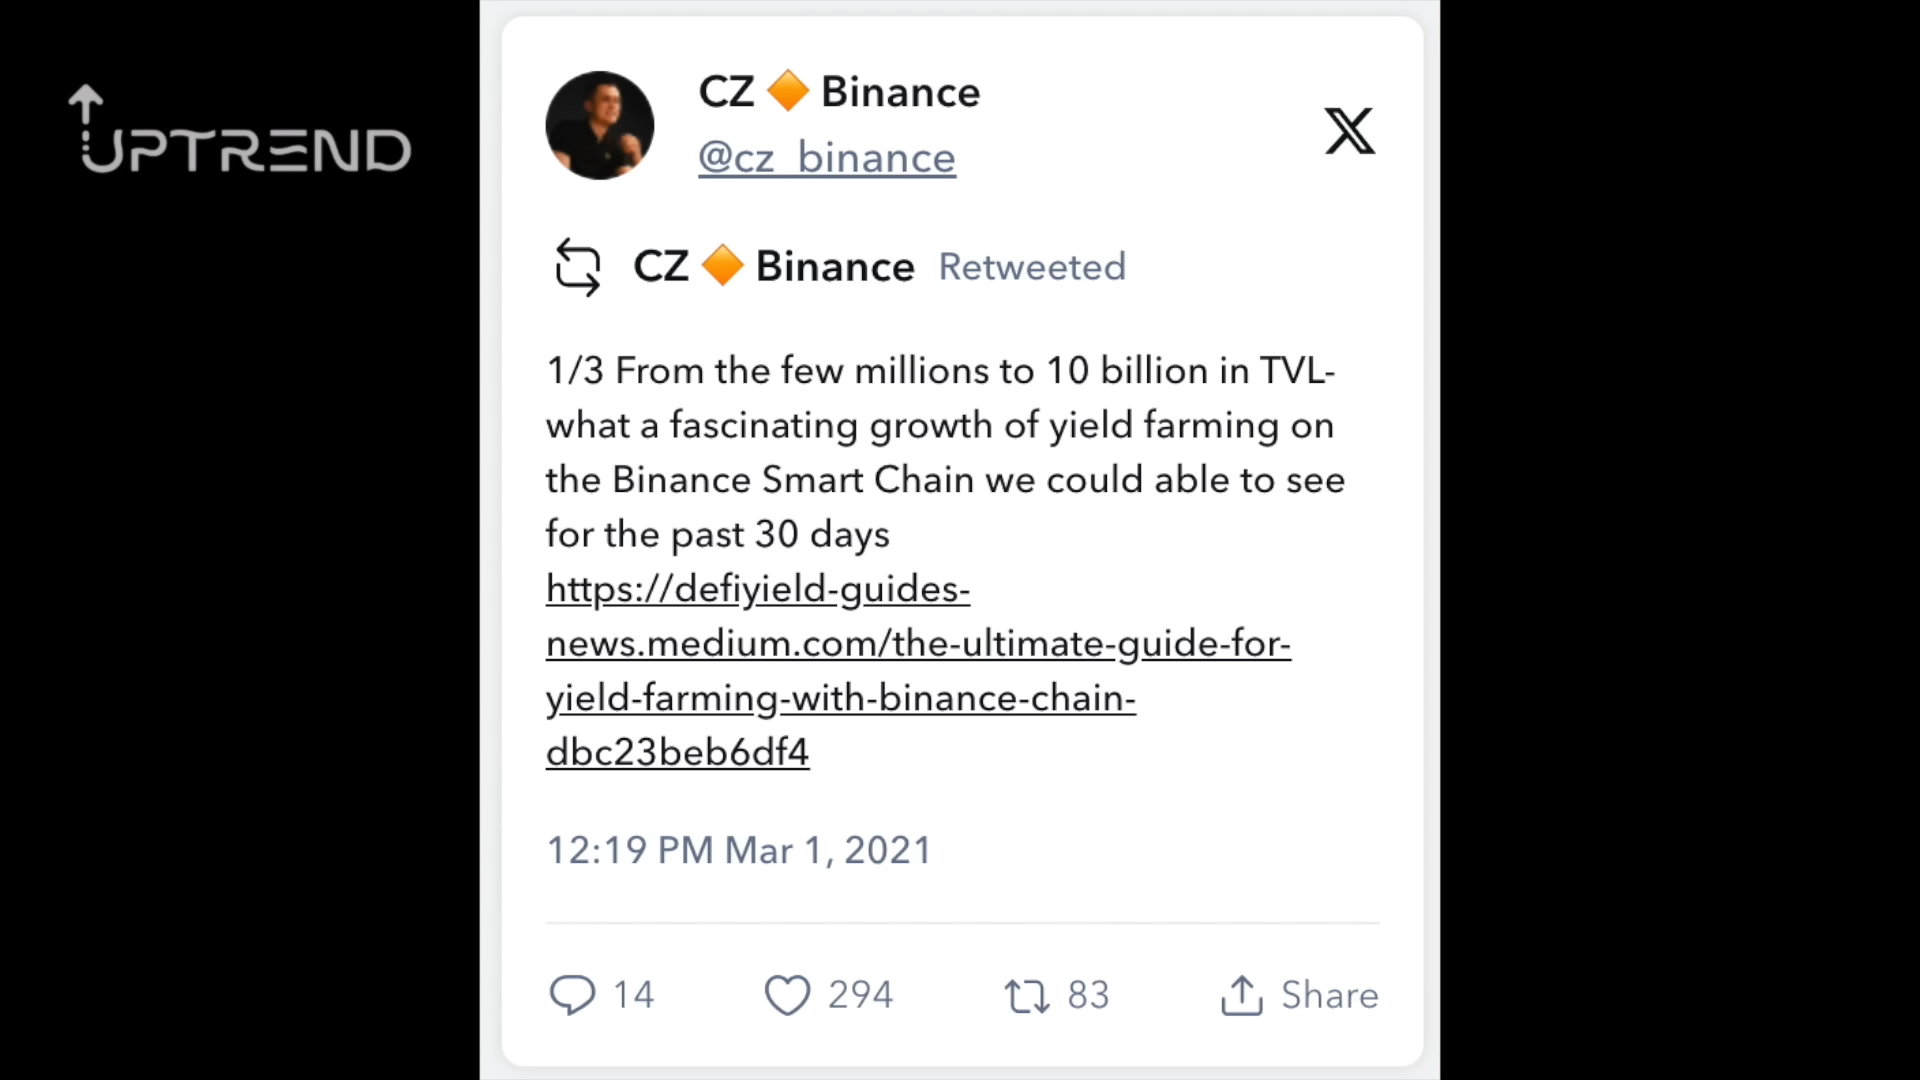 UPTREND
CZ 🔶 Binance
@cz_binance
CZ 🔶 Binance Retweeted
1/3 From the few millions to 10 billion in TVL-
what a fascinating growth of yield farming on
the Binance Smart Chain we could able to see
for the past 30 days
https://defiyield-guides-
news.medium.com/the-ultimate-guide-for-
yield-farming-with-binance-chain-
dbc23beb6df4
12:19 PM Mar 1, 2021
14 294 83 Share